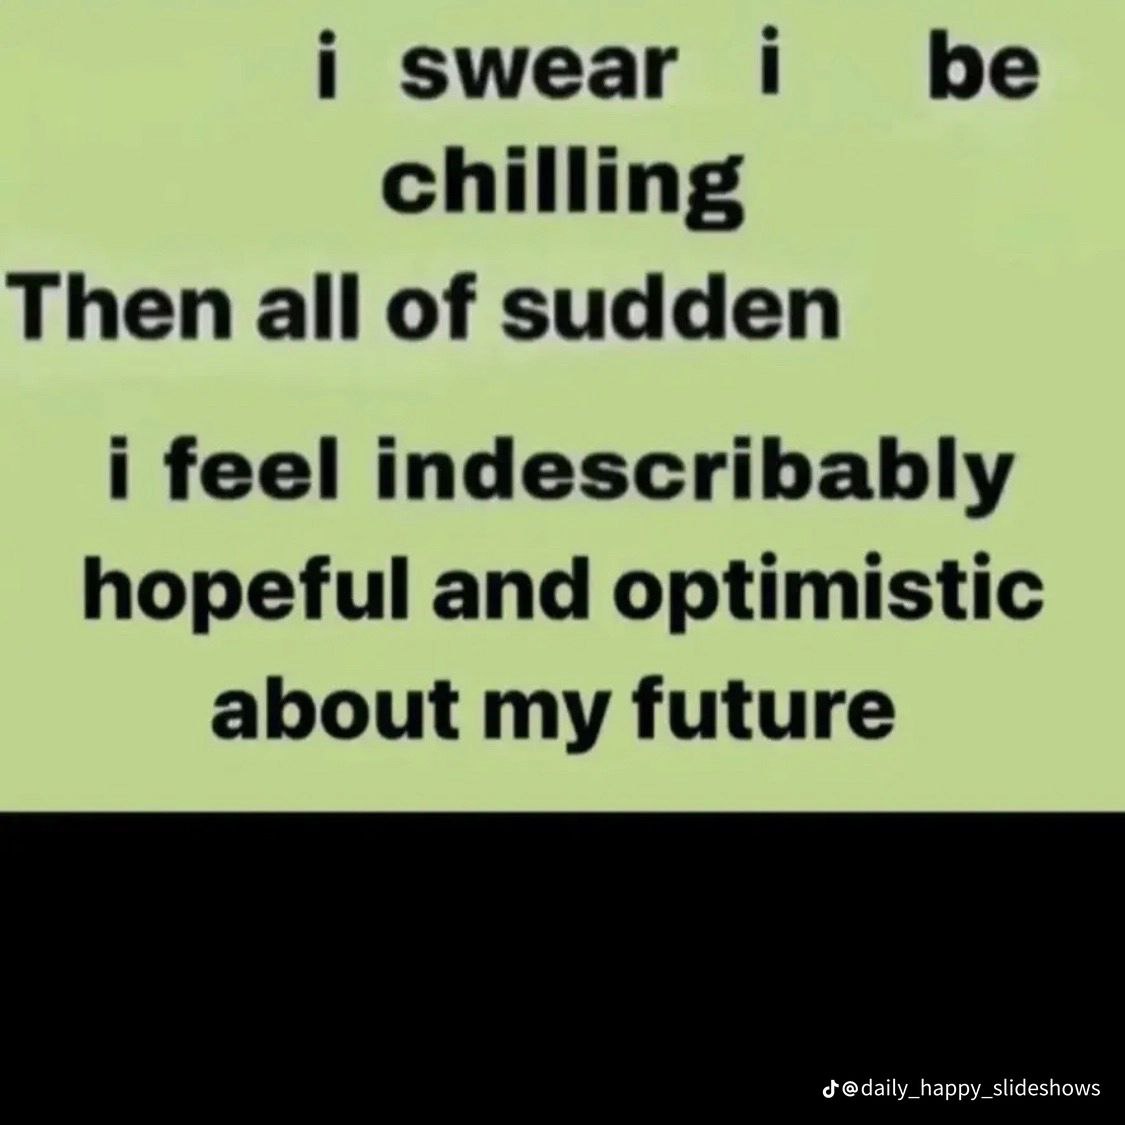 i swear i be
chilling
Then all of sudden
i feel indescribably
hopeful and optimistic
about my future
@daily_happy_slideshows